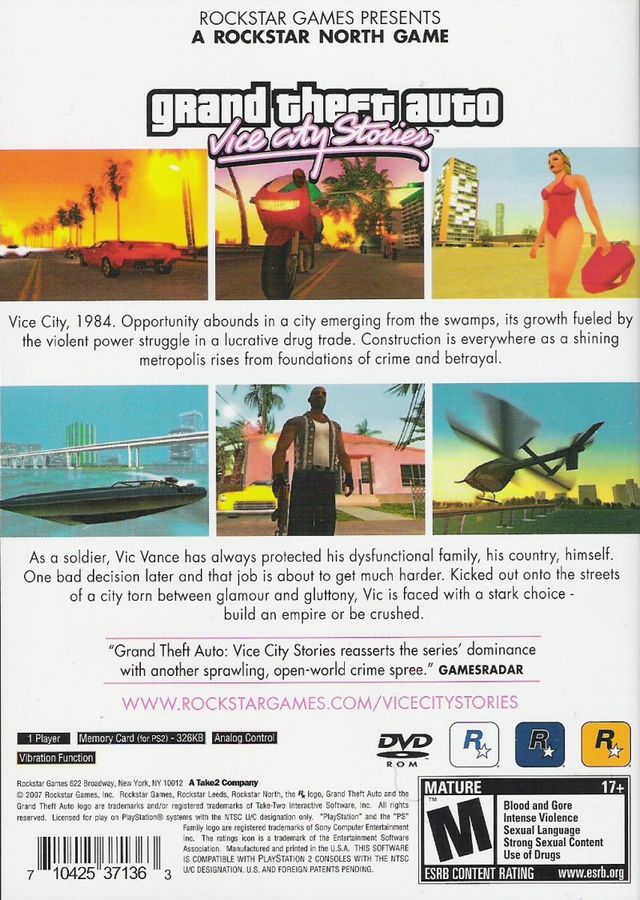 ROCKSTAR GAMES PRESENTS
A ROCKSTAR NORTH GAME
grand theft auto
Vice City Stories™
Vice City, 1984. Opportunity abounds in a city emerging from the swamps, its growth fueled by
the violent power struggle in a lucrative drug trade. Construction is everywhere as a shining
metropolis rises from foundations of crime and betrayal.
As a soldier, Vic Vance has always protected his dysfunctional family, his country, himself.
One bad decision later and that job is about to get much harder. Kicked out onto the streets
of a city torn between glamour and gluttony, Vic is faced with a stark choice -
build an empire or be crushed.
"Grand Theft Auto: Vice City Stories reasserts the series' dominance
with another sprawling, open-world crime spree." GAMESRADAR
WWW.ROCKSTARGAMES.COM/VICECITYSTORIES
1 Player Memory Card (for PS2) - 326KB Analog Control
Vibration Function
DVD
ROM
R R R
Rockstar Games 622 Broadway, New York, NY 10012 A Take2 Company
© 2007 Rockstar Games, Inc. Rockstar Games, Rockstar Leeds, Rockstar North, the R logo, Grand Theft Auto and the
Grand Theft Auto logo are trademarks and/or registered trademarks of Take-Two Interactive Software, Inc. All rights
reserved. Licensed for play on PlayStation® systems with the NTSC U/C designation only. "PlayStation" and the "PS"
Family logo are registered trademarks of Sony Computer Entertainment
Inc. The ratings icon is a trademark of the Entertainment Software
Association. Manufactured and printed in the U.S.A. THIS SOFTWARE
IS COMPATIBLE WITH PLAYSTATION 2 CONSOLES WITH THE NTSC
U/C DESIGNATION. U.S. AND FOREIGN PATENTS PENDING.
7 10425 37136 3
MATURE 17+
TM
M
Blood and Gore
Intense Violence
Sexual Language
Strong Sexual Content
Use of Drugs
ESRB CONTENT RATING www.esrb.org